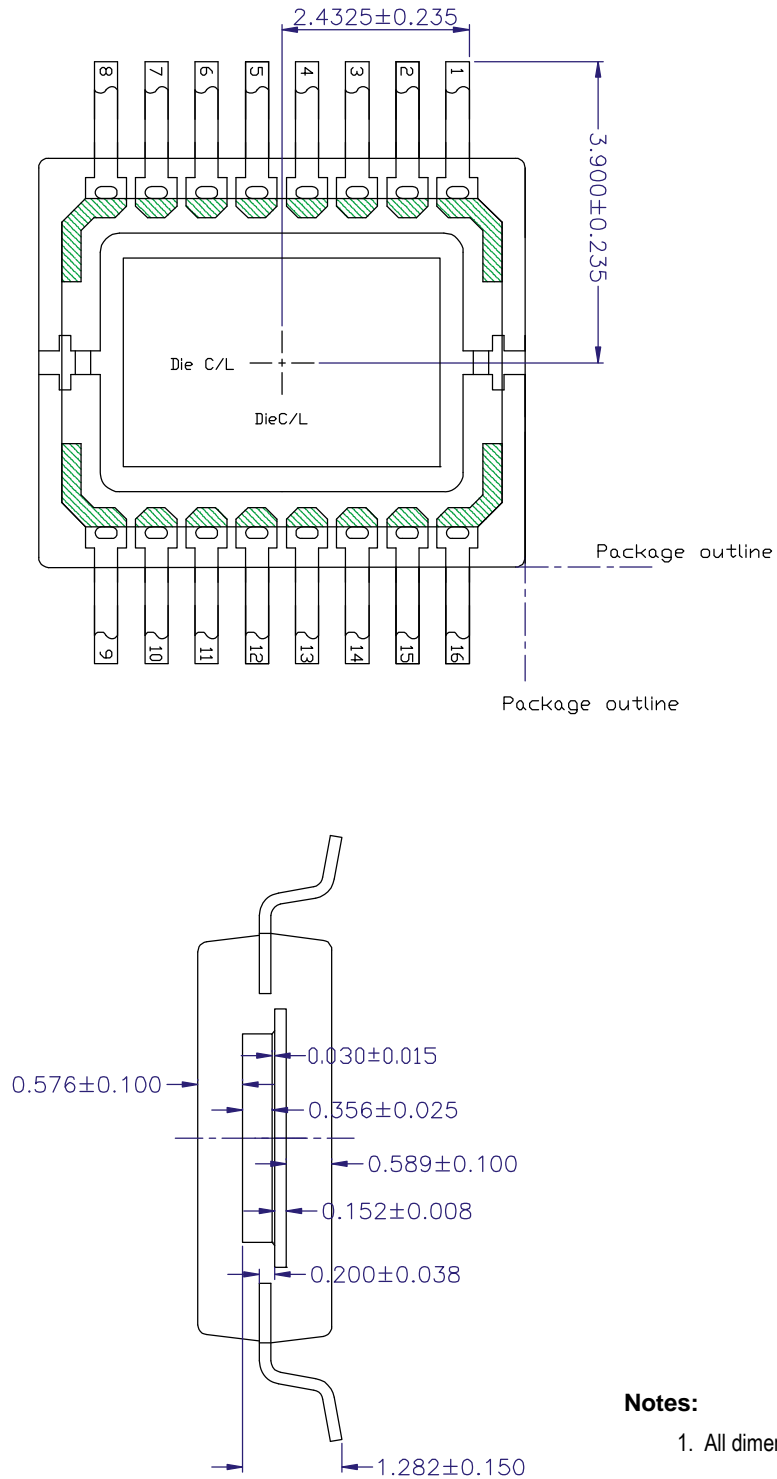 2.4325±0.235
8 7 6 5 4 3 2 1
3.900±0.235
Die C/L
DieC/L
Package outline
9 10 11 12 13 14 15 16
Package outline
0.030±0.015
0.576±0.100
0.356±0.025
0.589±0.100
0.152±0.008
0.200±0.038
Notes:
1. All dimen
1.282±0.150